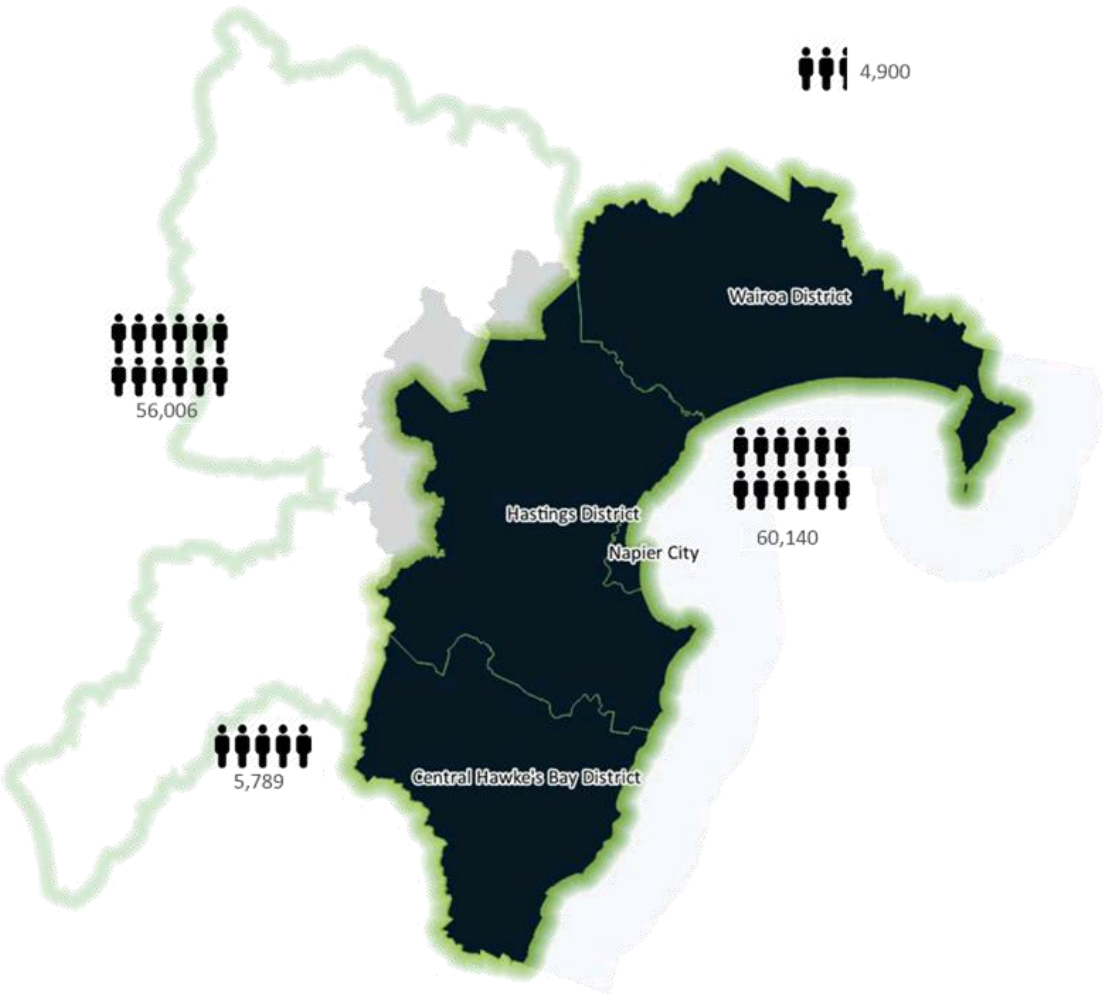 4,900
Wairoa District
56,006
Hastings District
60,140
Napier City
5,789
Central Hawke's Bay District